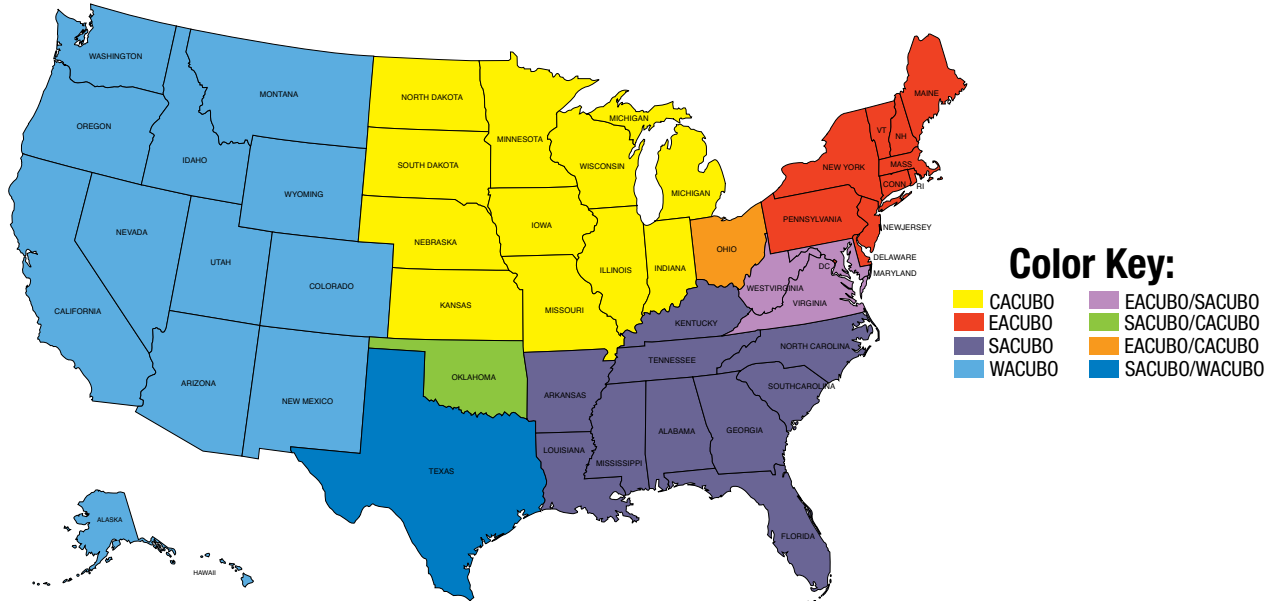 WASHINGTON
MONTANA
NORTH DAKOTA
MINNESOTA
MICHIGAN
MAINE
VT
NH
OREGON
IDAHO
SOUTH DAKOTA
WISCONSIN
MICHIGAN
NEW YORK
MASS
CONN
RI
WYOMING
NEVADA
NEBRASKA
IOWA
PENNSYLVANIA
NEWJERSEY
UTAH
COLORADO
ILLINOIS
INDIANA
OHIO
DELAWARE
DC
MARYLAND
CALIFORNIA
KANSAS
MISSOURI
WESTVIRGINIA
VIRGINIA
KENTUCKY
ARIZONA
NEW MEXICO
OKLAHOMA
TENNESSEE
NORTH CAROLINA
ARKANSAS
SOUTHCAROLINA
TEXAS
LOUISIANA
MISSISSIPPI
ALABAMA
GEORGIA
FLORIDA
ALASKA
HAWAII
Color Key:
CACUBO
EACUBO
SACUBO
WACUBO
EACUBO/SACUBO
SACUBO/CACUBO
EACUBO/CACUBO
SACUBO/WACUBO